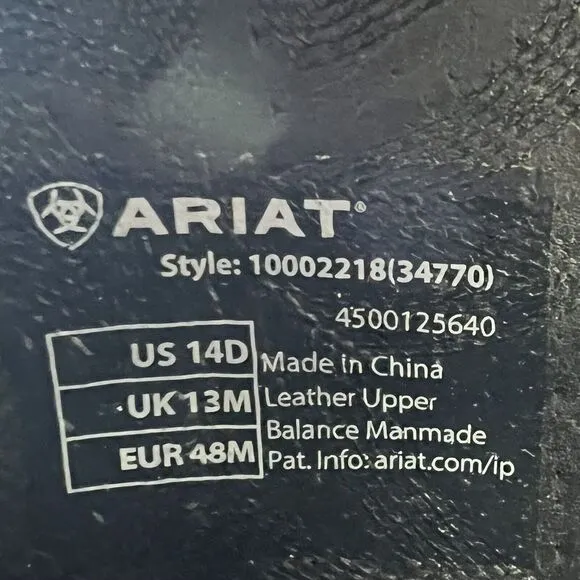 ARIAT®
Style: 10002218(34770)
4500125640
US 14D
UK 13M
EUR 48M
Made in China
Leather Upper
Balance Manmade
Pat. Info: ariat.com/ip